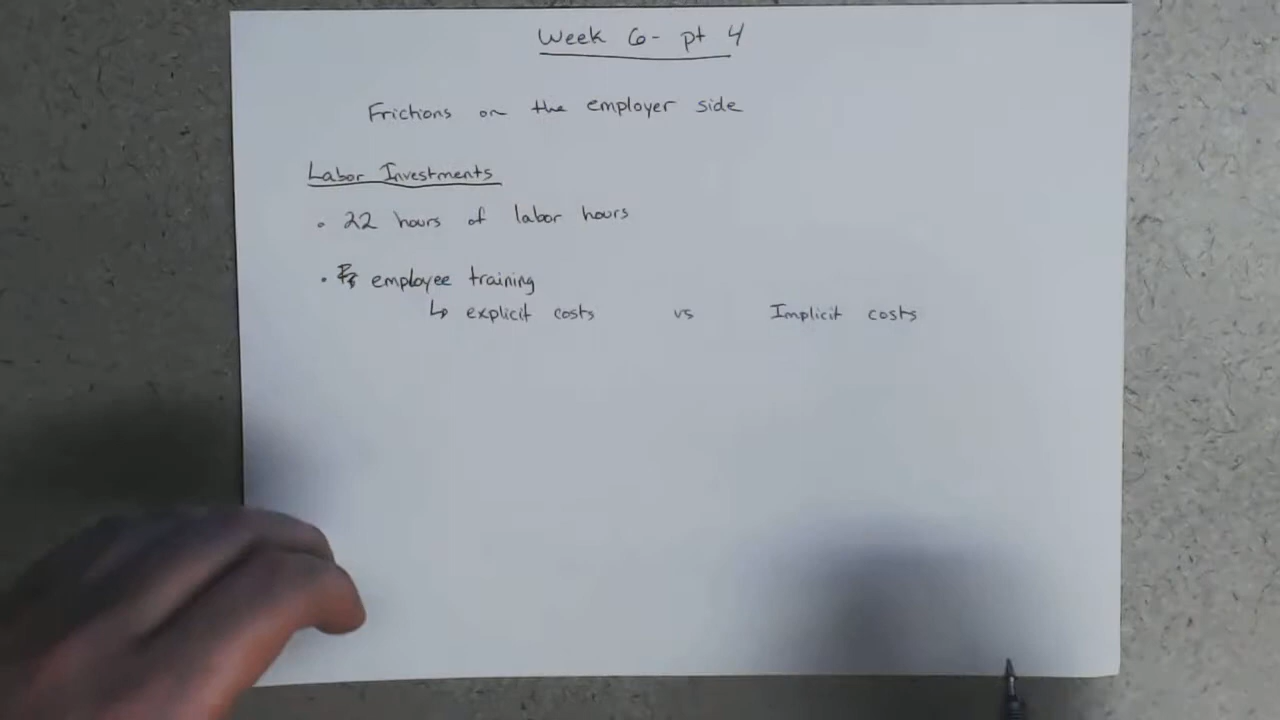 Week 6- pt 4
Frictions on the employer side
Labor Investments
• 22 hours of labor hours
• employee training
↳ explicit costs vs Implicit costs